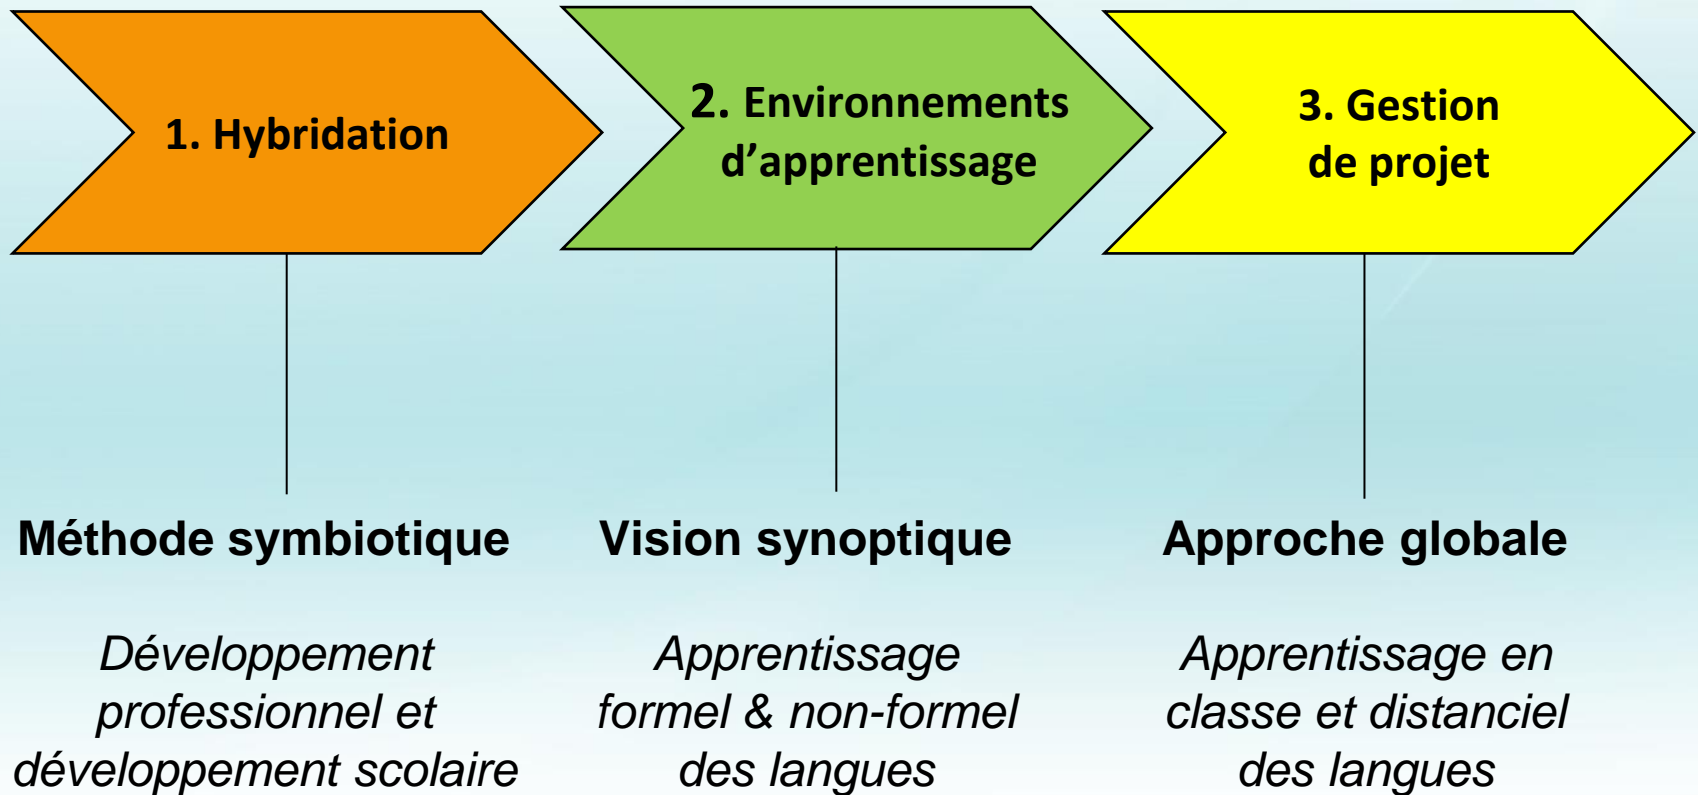 1. Hybridation
2. Environnements
d’apprentissage
3. Gestion
de projet
Méthode symbiotique
Développement
professionnel et
développement scolaire
Vision synoptique
Apprentissage
formel & non-formel
des langues
Approche globale
Apprentissage en
classe et distanciel
des langues